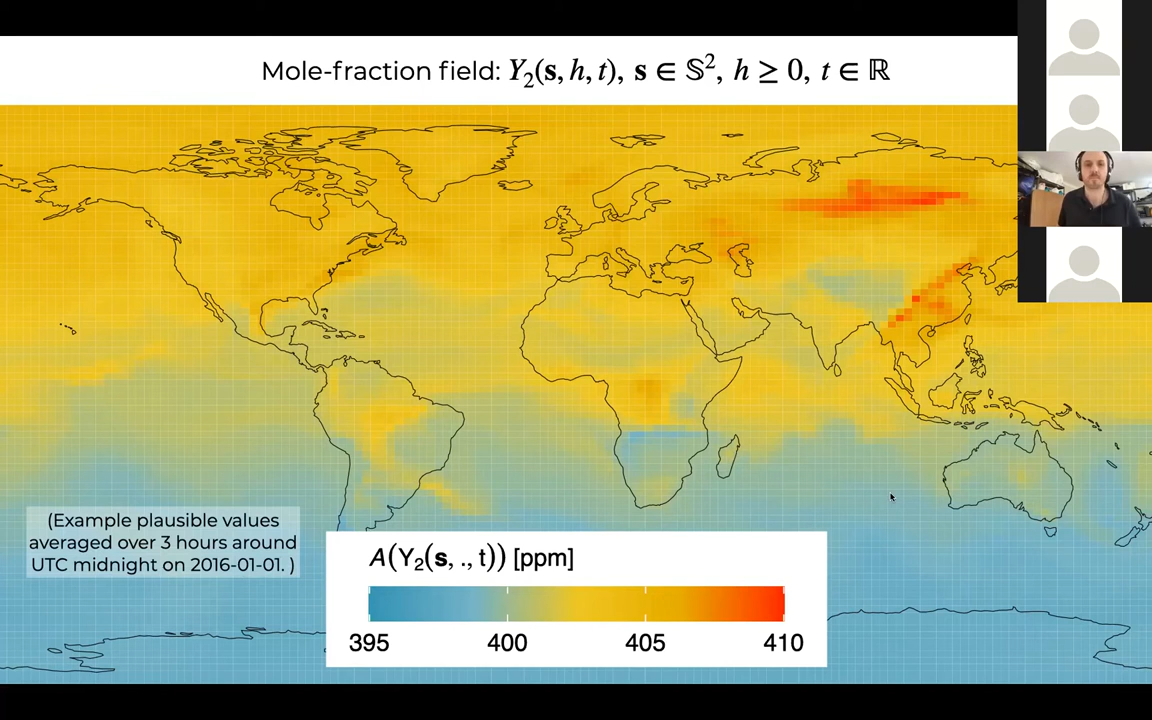 Mole-fraction field: Y₂(s, h, t), s ∈ 𝕊², h ≥ 0, t ∈ ℝ
(Example plausible values
averaged over 3 hours around
UTC midnight on 2016-01-01. )
A(Y₂(s, ., t)) [ppm]
395 400 405 410